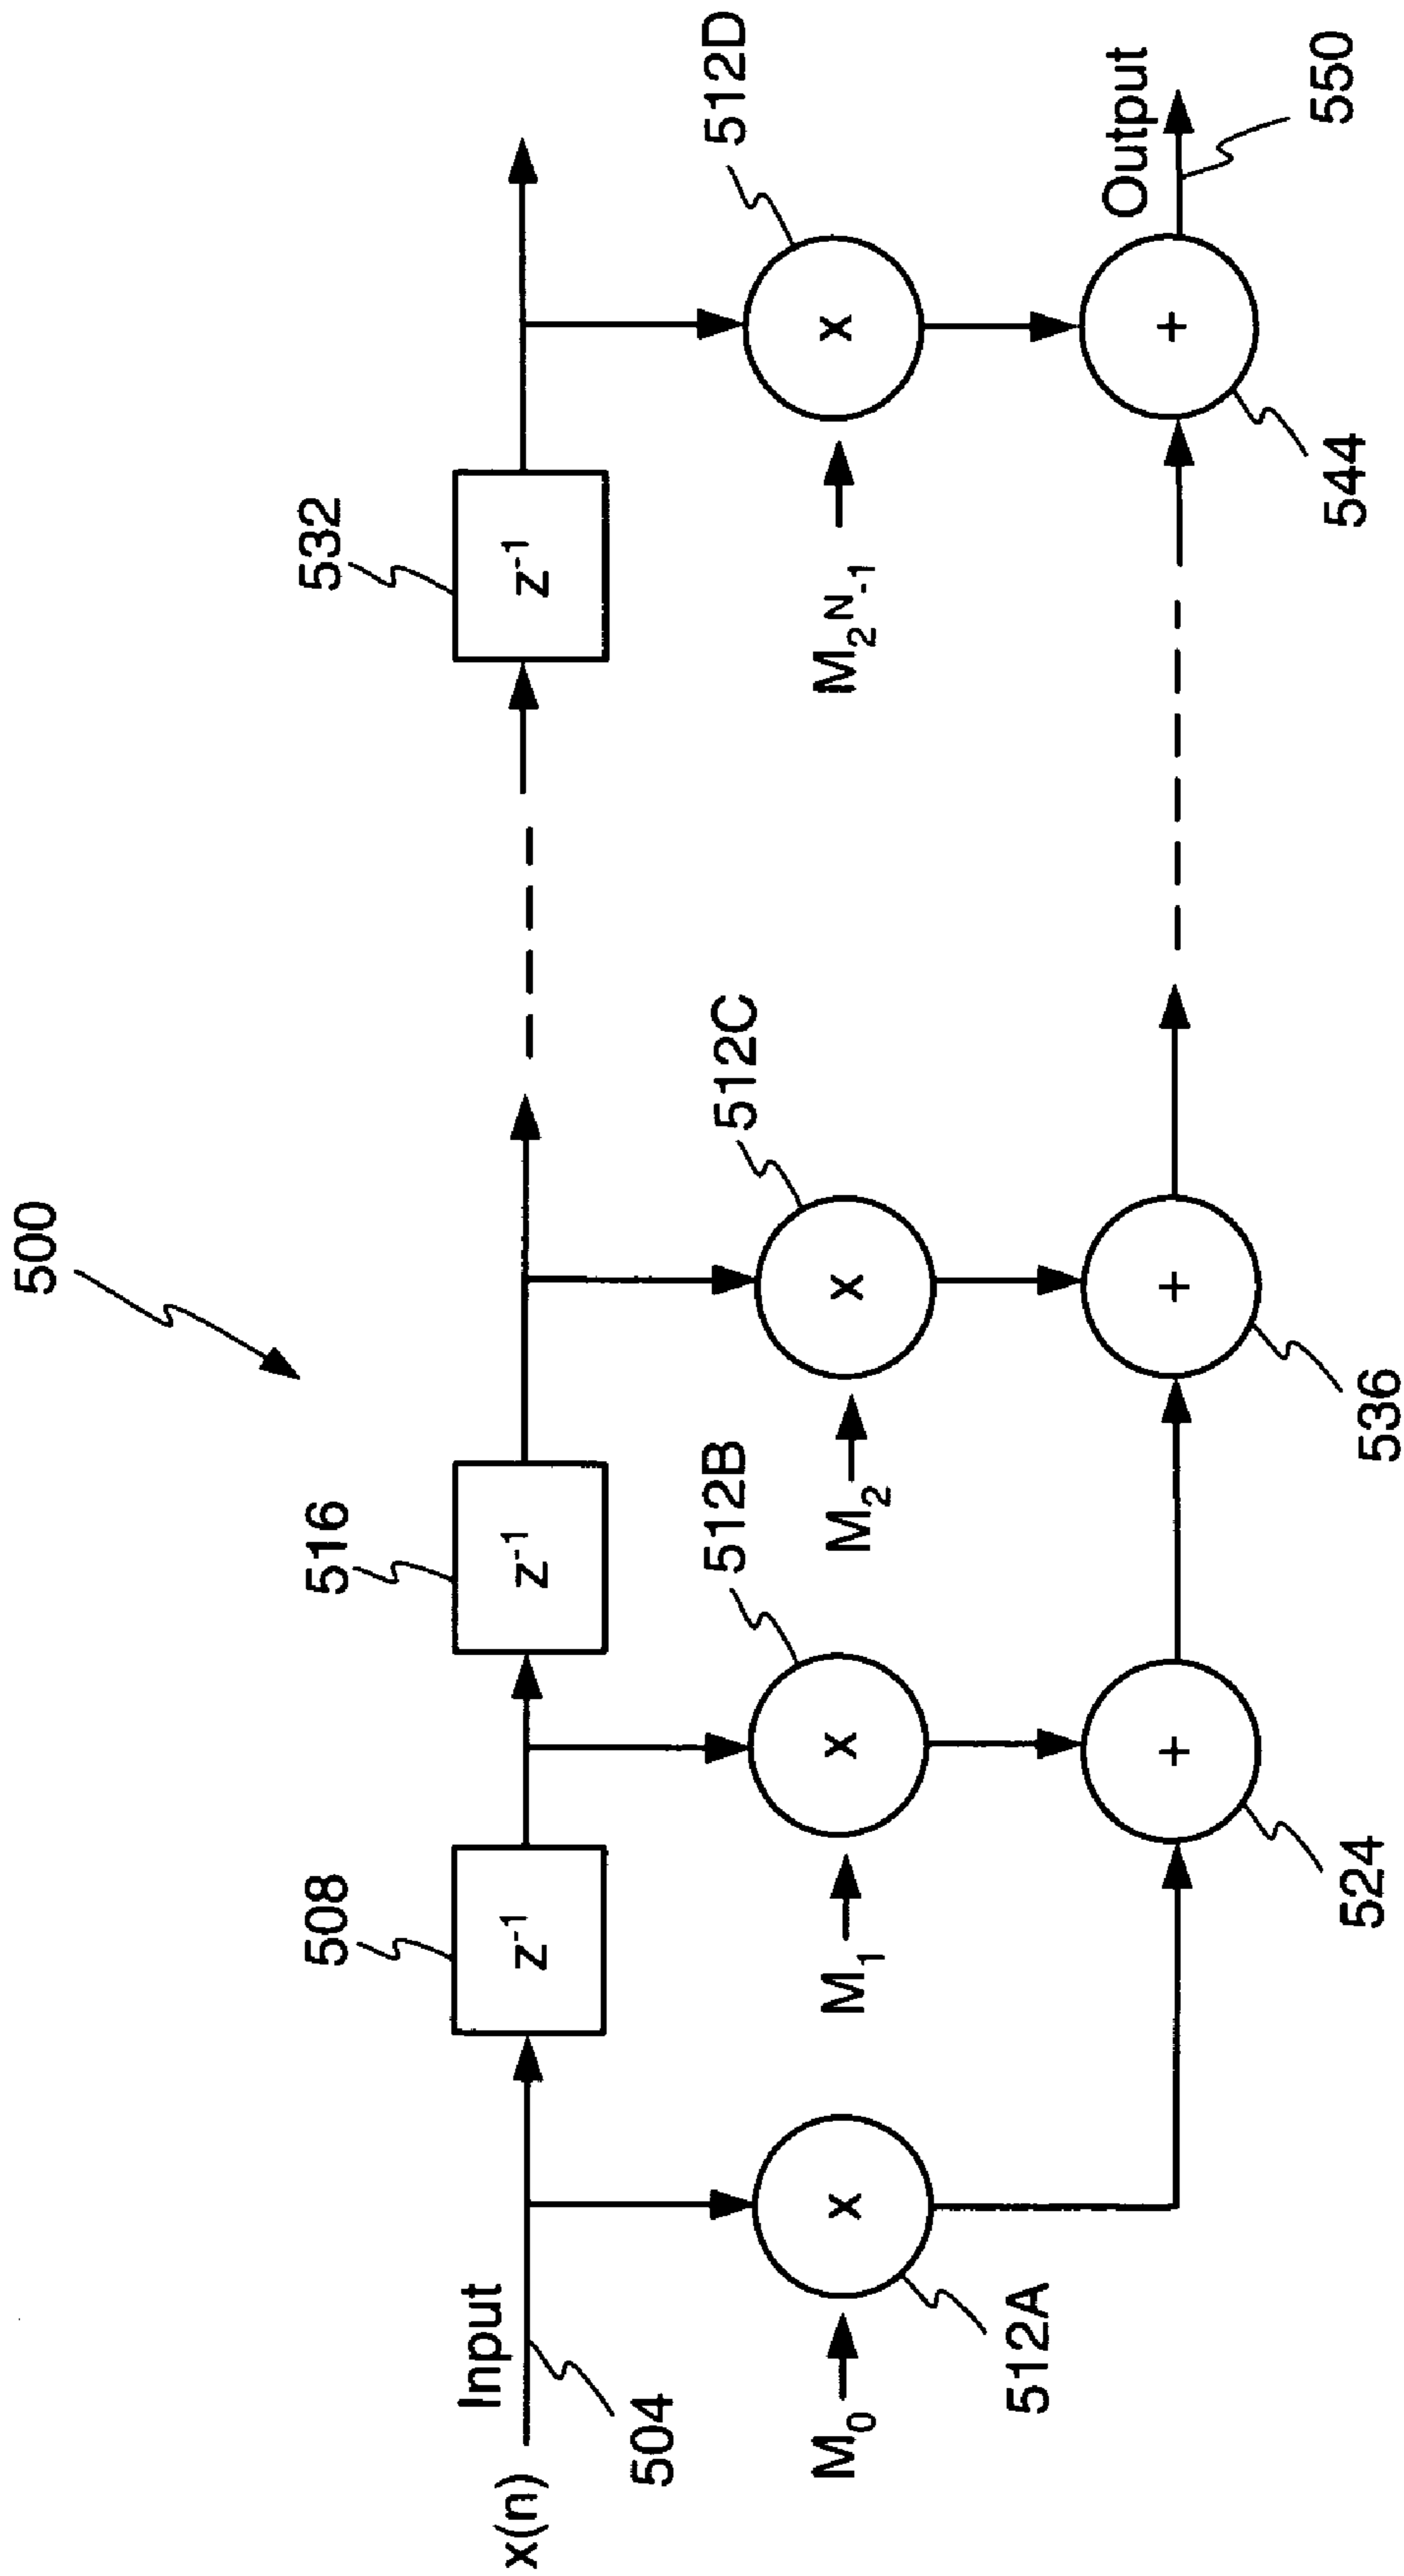 500
508
516
532
Input
x(n)
504
z⁻¹
z⁻¹
z⁻¹
512B
512C
512D
M₀
x
M₁
x
M₂
x
M₂ᴺ₋₁
x
512A
Output
+
+
+
524
536
544
550